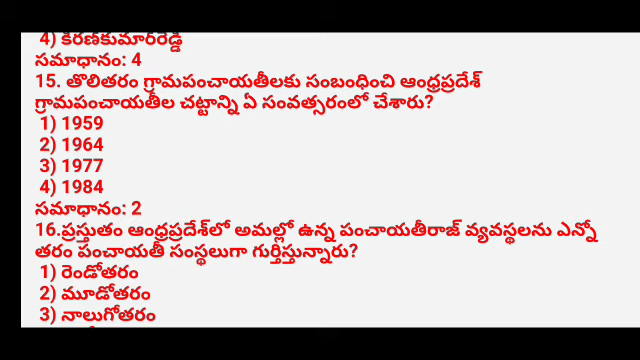 4) కిరణ్‌కుమార్‌రెడ్డి
సమాధానం: 4
15. తొలితరం గ్రామపంచాయతీలకు సంబంధించి ఆంధ్రప్రదేశ్
గ్రామపంచాయతీల చట్టాన్ని ఏ సంవత్సరంలో చేశారు?
1) 1959
2) 1964
3) 1977
4) 1984
సమాధానం: 2
16.ప్రస్తుతం ఆంధ్రప్రదేశ్‌లో అమల్లో ఉన్న పంచాయతీరాజ్ వ్యవస్థలను ఎన్నో
తరం పంచాయతీ సంస్థలుగా గుర్తిస్తున్నారు?
1) రెండోతరం
2) మూడోతరం
3) నాలుగోతరం